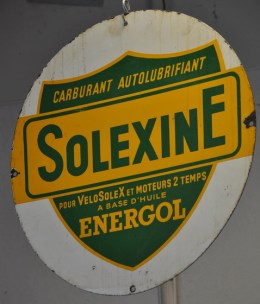 CARBURANT AUTOLUBRIFIANT
SOLEXINE
POUR VELOSOLEX ET MOTEURS 2 TEMPS
A BASE D'HUILE
ENERGOL